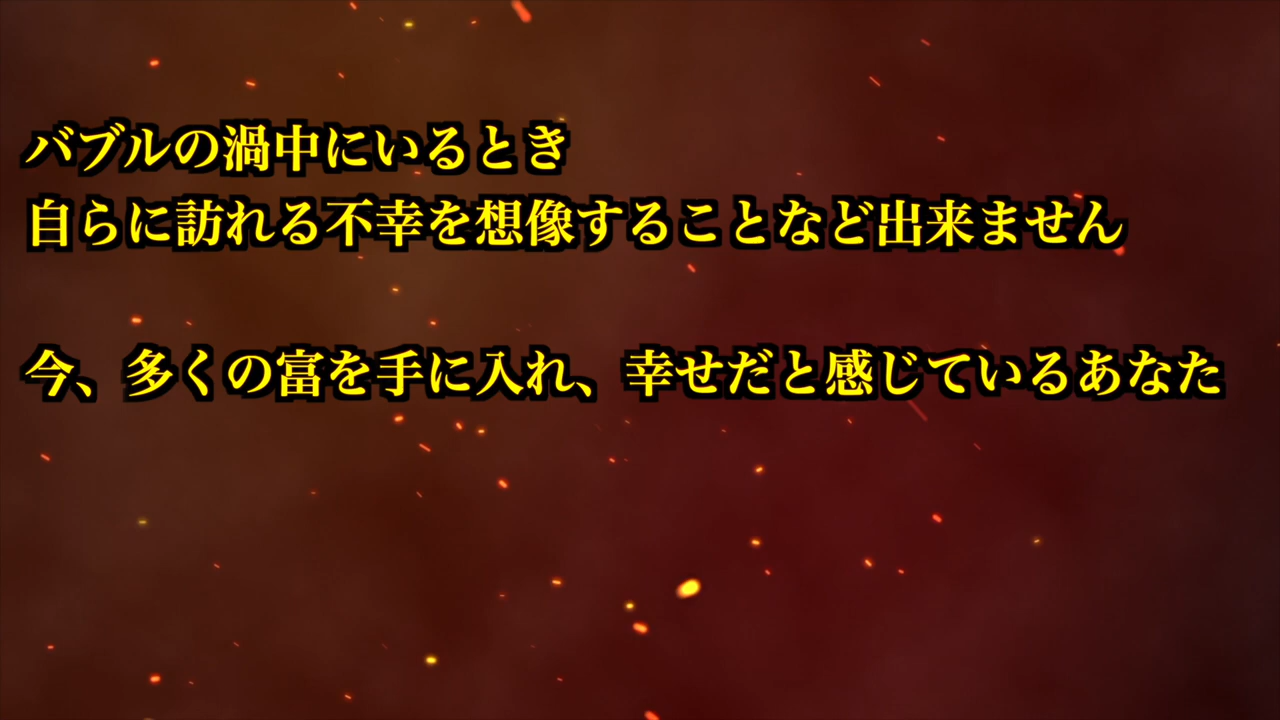 バブルの渦中にいるとき
自らに訪れる不幸を想像することなど出来ません
今、多くの富を手に入れ、幸せだと感じているあなた